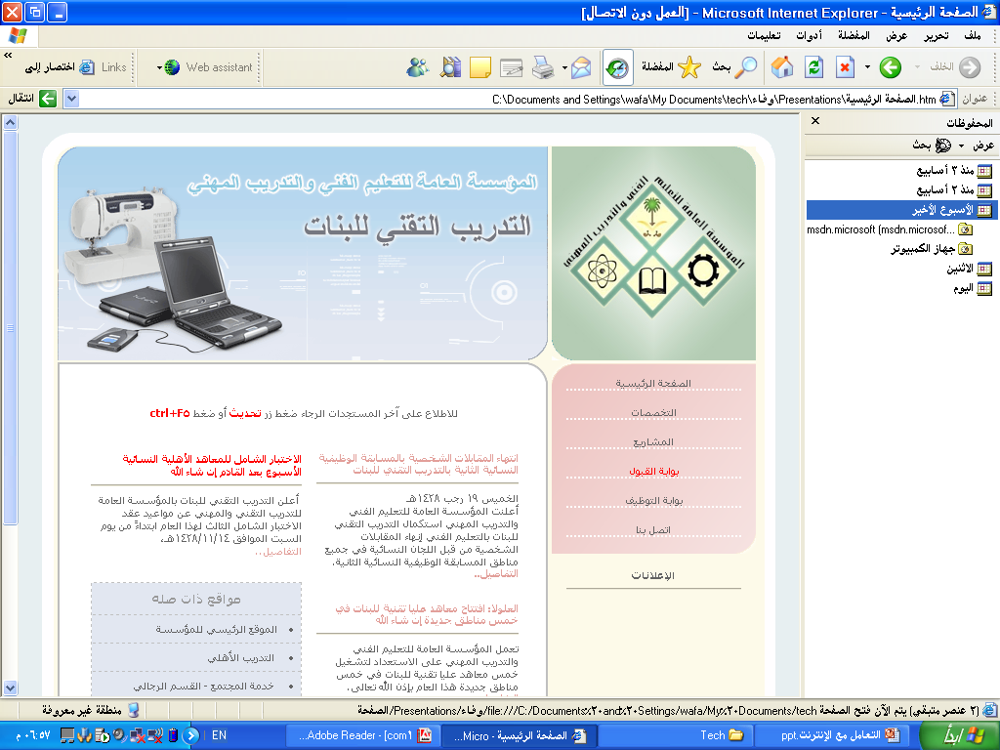 الصفحة الرئيسية - Microsoft Internet Explorer - [العمل دون الاتصال]
ملف تحرير عرض المفضلة أدوات تعليمات
الخلف بحث المفضلة Web assistant Links اختصار إلى
عنوان C:\Documents and Settings\wafa\My Documents\tech\وفاء\Presentations\الصفحة الرئيسية.htm انتقال
المحفوظات
عرض بحث
منذ ٣ أسابيع
منذ ٢ أسابيع
الأسبوع الأخير
msdn.microsoft (msdn.microsof...
جهاز الكمبيوتر
الاثنين
اليوم
المؤسسة العامة للتعليم الفني والتدريب المهني
المؤسسة العامة للتعليم الفني والتدريب المهني
التدريب التقني للبنات
الصفحة الرئيسية
التخصصات
المشاريع
بوابة القبول
بوابة التوظيف
اتصل بنا
الإعلانات
للاطلاع على آخر المستجدات الرجاء ضغط زر تحديث أو ضغط ctrl+F٥
انتهاء المقابلات الشخصية بالمسابقة الوظيفية
النسائية الثانية بالتدريب التقني للبنات
الخميس ١٩ رجب ١٤٢٨هـ
أعلنت المؤسسة العامة للتعليم الفني
والتدريب المهني استكمال التدريب التقني
للبنات بالتعليم الفني إنهاء المقابلات
الشخصية من قبل اللجان النسائية في جميع
مناطق المسابقة الوظيفية النسائية الثانية.
التفاصيل..
العلولا: افتتاح معاهد عليا تقنية للبنات في
خمس مناطق جديدة إن شاء الله
تعمل المؤسسة العامة للتعليم الفني
والتدريب المهني على الاستعداد لتشغيل
خمس معاهد عليا تقنية للبنات في خمس
مناطق جديدة هذا العام بإذن الله تعالى.
الاختبار الشامل للمعاهد الأهلية النسائية
الأسبوع بعد القادم إن شاء الله
أعلن التدريب التقني للبنات بالمؤسسة العامة
للتدريب التقني والمهني عن مواعيد عقد
الاختبار الشامل الثالث لهذا العام ابتداءً من يوم
السبت الموافق ١٤٢٨/١١/١٤هـ.
التفاصيل..
مواقع ذات صله
• الموقع الرئيسي للمؤسسة
• التدريب الأهلي
• خدمة المجتمع - القسم الرجالي
(٢ عنصر متبقي) يتم الآن فتح الصفحة file:///C:/Documents%٢٠and%٢٠Settings/wafa/My%٢٠Documents/tech/وفاء/Presentations/الصفحة منطقة غير معروفة
ابدأ التعامل مع الإنترنت.ppt Tech الصفحة الرئيسية - Micro... Adobe Reader - [com1... EN ٠٦:٥٧ م